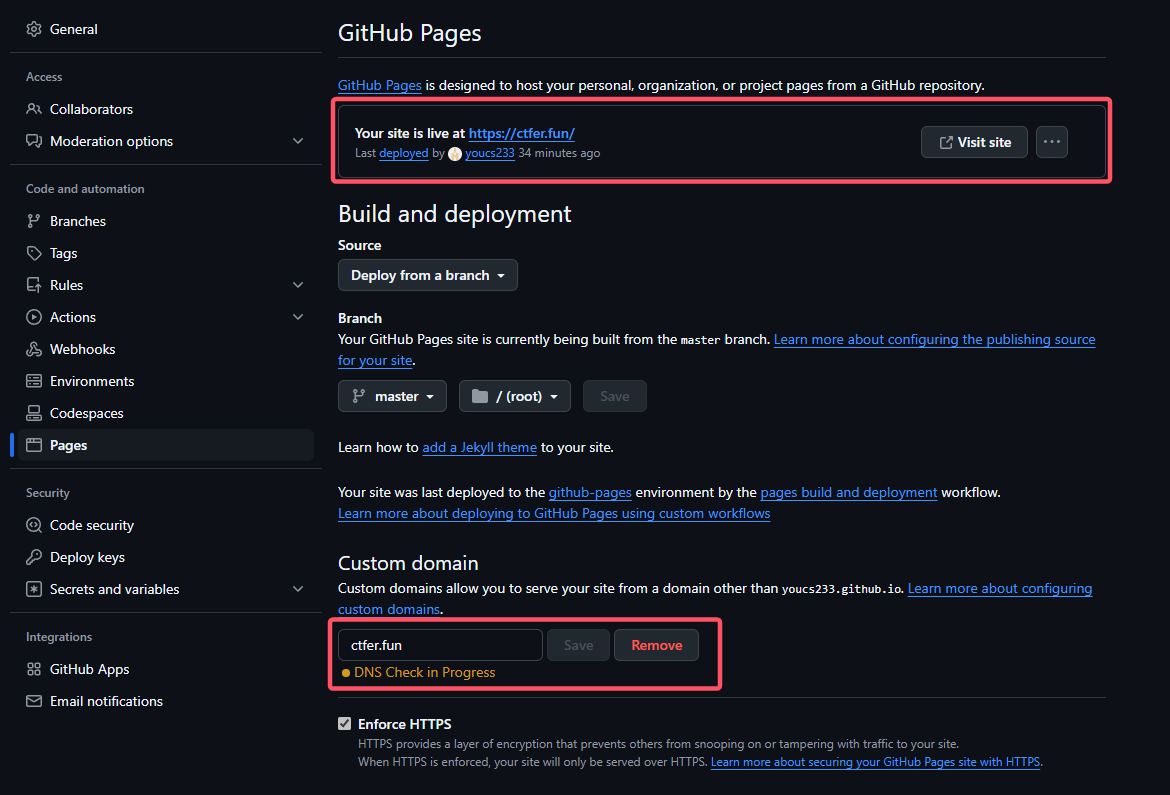 General
Access
Collaborators
Moderation options
Code and automation
Branches
Tags
Rules
Actions
Webhooks
Environments
Codespaces
Pages
Security
Code security
Deploy keys
Secrets and variables
Integrations
GitHub Apps
Email notifications
GitHub Pages
GitHub Pages is designed to host your personal, organization, or project pages from a GitHub repository.
Your site is live at https://ctfer.fun/
Last deployed by youcs233 34 minutes ago
Visit site
Build and deployment
Source
Deploy from a branch
Branch
Your GitHub Pages site is currently being built from the master branch. Learn more about configuring the publishing source
for your site.
master
/ (root)
Save
Learn how to add a Jekyll theme to your site.
Your site was last deployed to the github-pages environment by the pages build and deployment workflow.
Learn more about deploying to GitHub Pages using custom workflows
Custom domain
Custom domains allow you to serve your site from a domain other than youcs233.github.io. Learn more about configuring
custom domains.
ctfer.fun
Save
Remove
DNS Check in Progress
Enforce HTTPS
HTTPS provides a layer of encryption that prevents others from snooping on or tampering with traffic to your site.
When HTTPS is enforced, your site will only be served over HTTPS. Learn more about securing your GitHub Pages site with HTTPS.